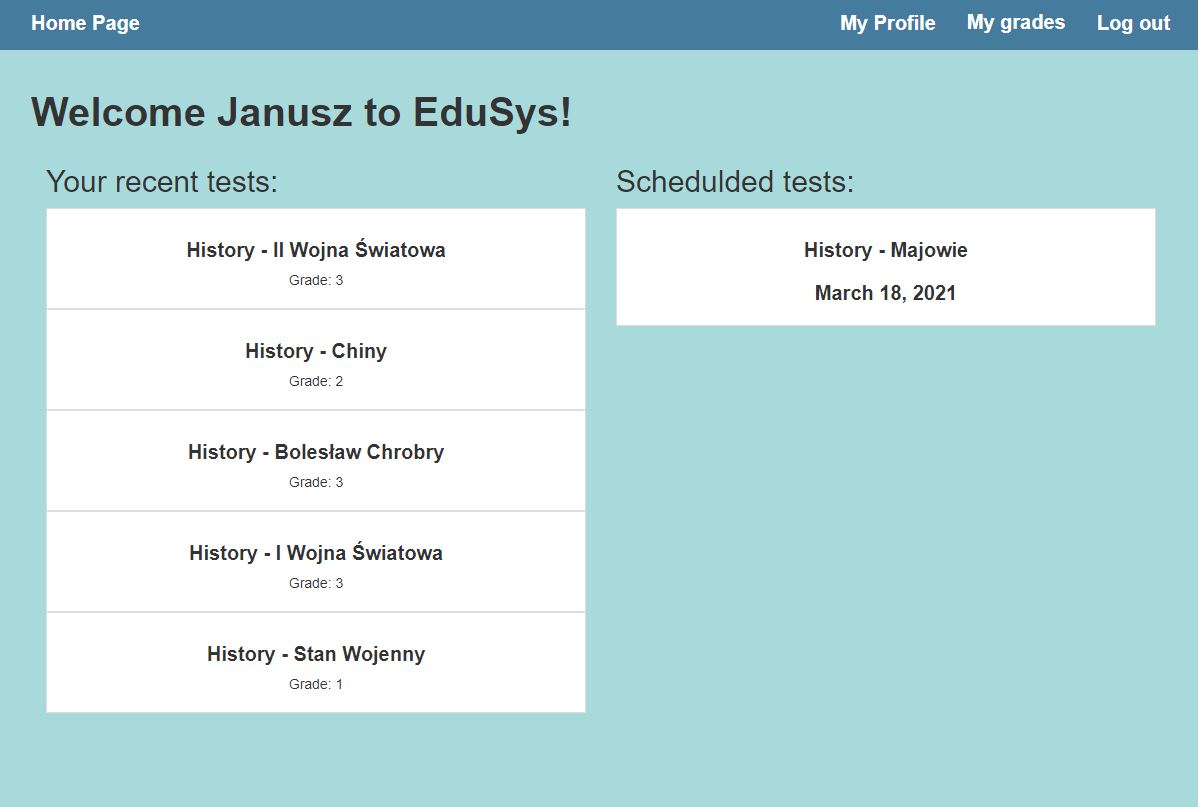 Home Page
My Profile
My grades
Log out
Welcome Janusz to EduSys!
Your recent tests:
History - II Wojna Światowa
Grade: 3
History - Chiny
Grade: 2
History - Bolesław Chrobry
Grade: 3
History - I Wojna Światowa
Grade: 3
History - Stan Wojenny
Grade: 1
Schedulded tests:
History - Majowie
March 18, 2021